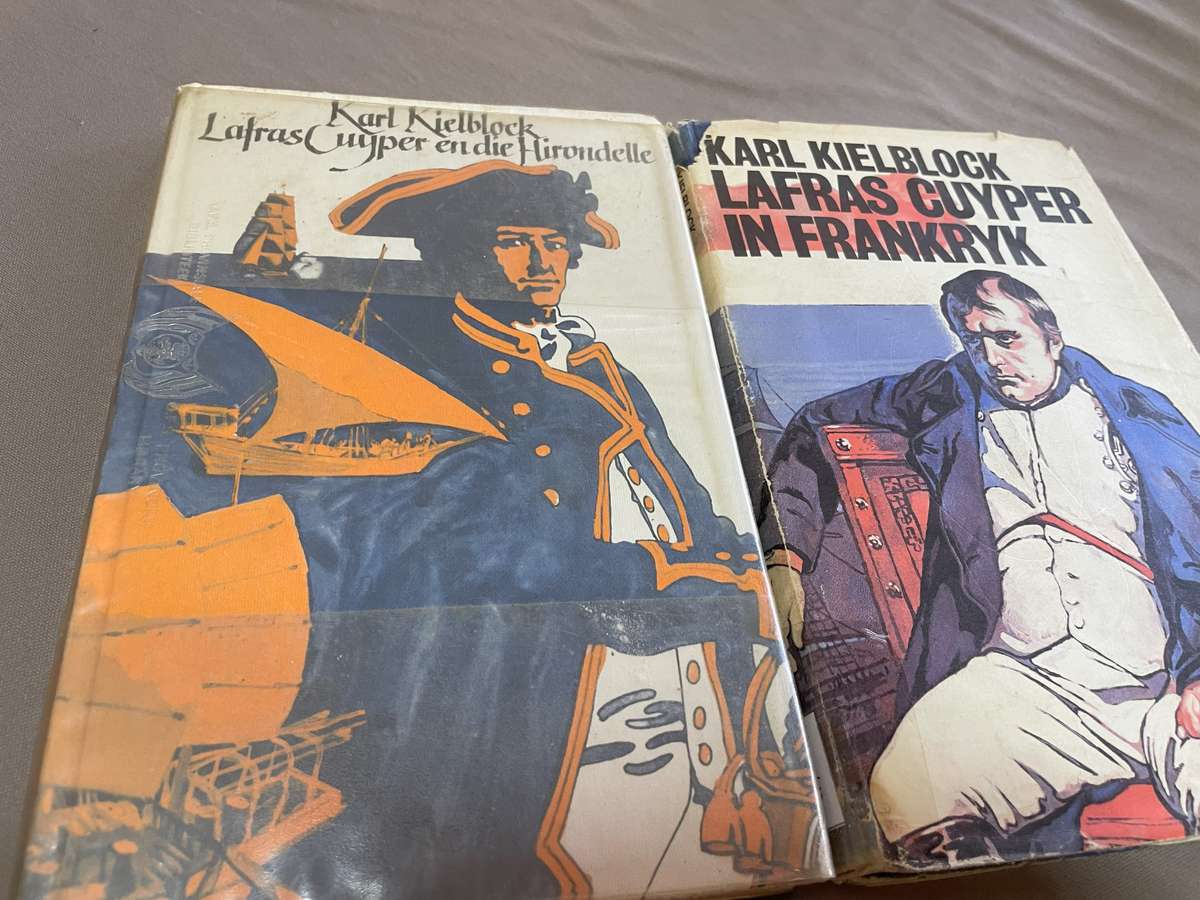 Karl Kielblock
Lafras Cuyper en die Hirondelle
KARL KIELBLOCK
LAFRAS CUYPER
IN FRANKRYK